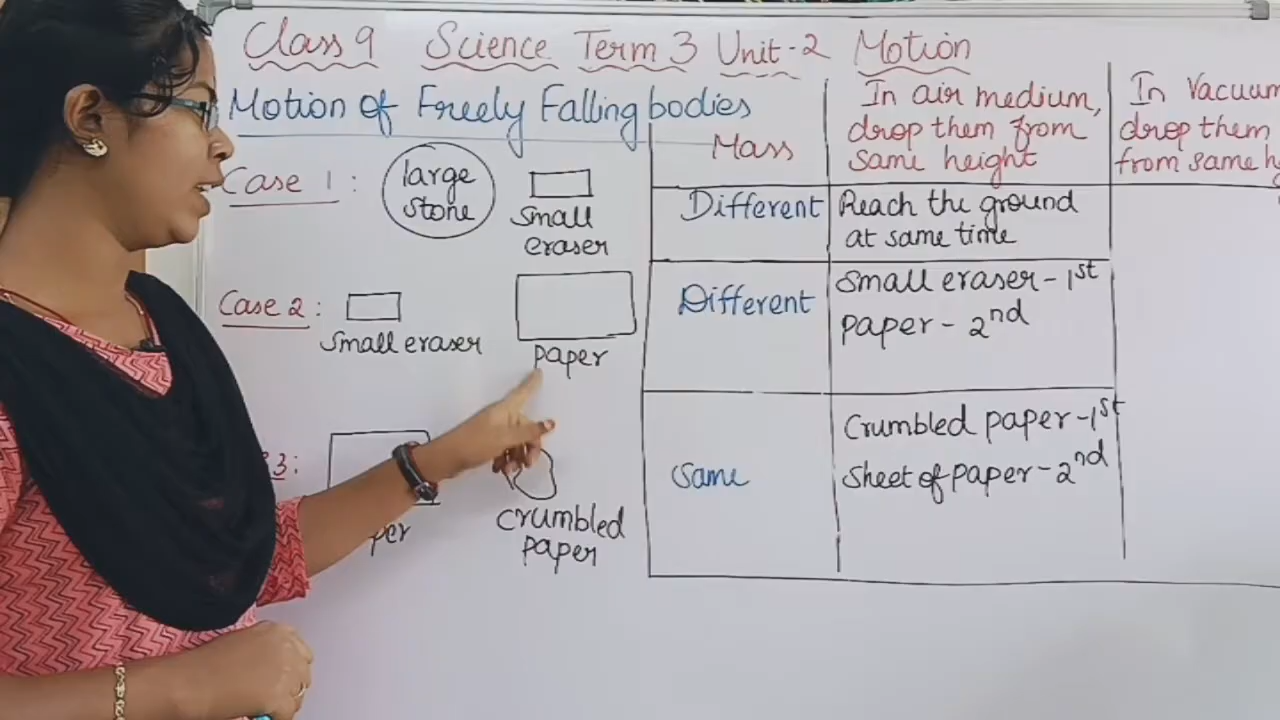 Class 9 Science Term 3 Unit-2 Motion
Motion of Freely Falling bodies
Case 1 :
large
stone
Small
eraser
Case 2 :
Small eraser
paper
3:
per
Crumbled
paper
Mass
In air medium,
drop them from
same height
In Vacuum
drop them
from same h
Different
Reach the ground
at same time
Different
Small eraser - 1st
paper - 2nd
Same
Crumbled paper - 1st
Sheet of paper - 2nd